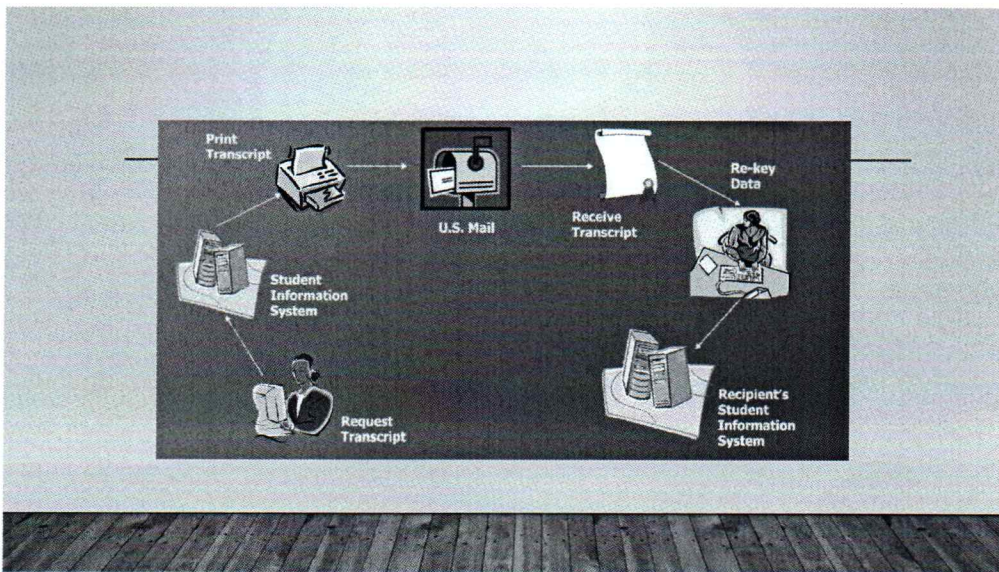 Print
Transcript
U.S. Mail
Receive
Transcript
Re-key
Data
Student
Information
System
Request
Transcript
Recipient's
Student
Information
System